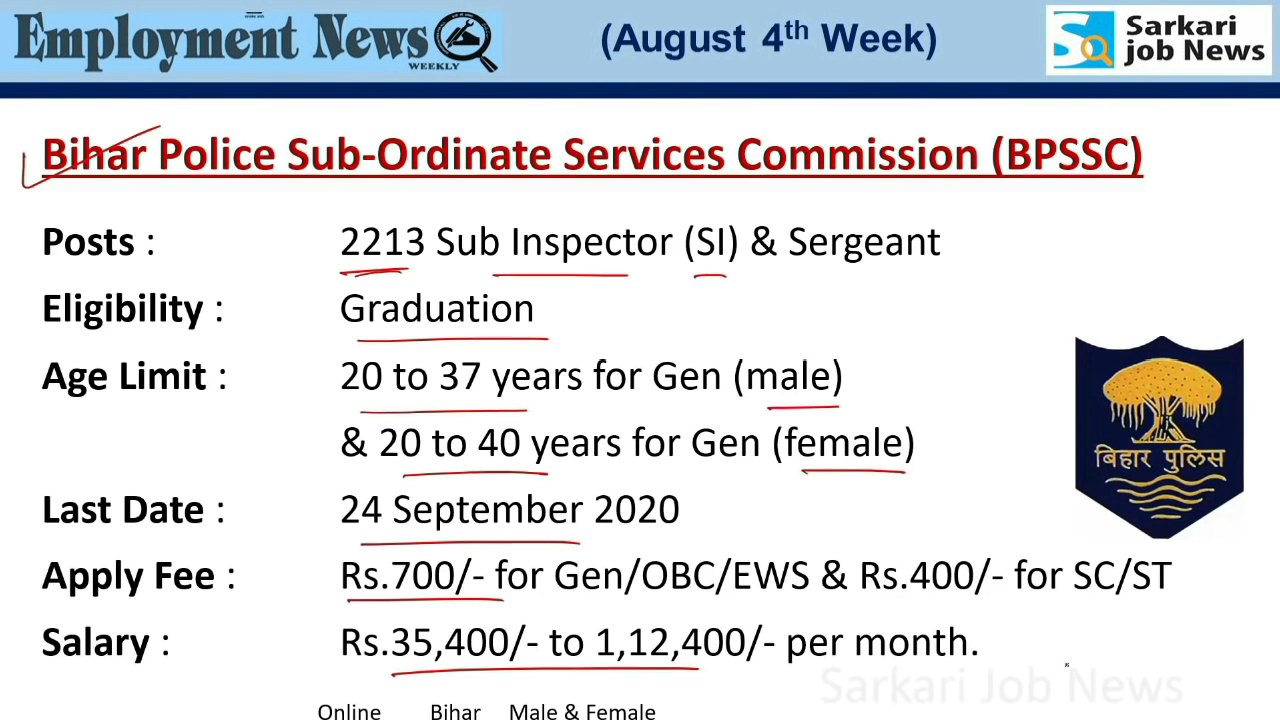 Employment News
WEEKLY
(August 4th Week)
Sarkari
Job News
Bihar Police Sub-Ordinate Services Commission (BPSSC)
Posts : 2213 Sub Inspector (SI) & Sergeant
Eligibility : Graduation
Age Limit : 20 to 37 years for Gen (male)
& 20 to 40 years for Gen (female)
बिहार पुलिस
Last Date : 24 September 2020
Apply Fee : Rs.700/- for Gen/OBC/EWS & Rs.400/- for SC/ST
Salary : Rs.35,400/- to 1,12,400/- per month.
Sarkari Job News
Online Bihar Male & Female